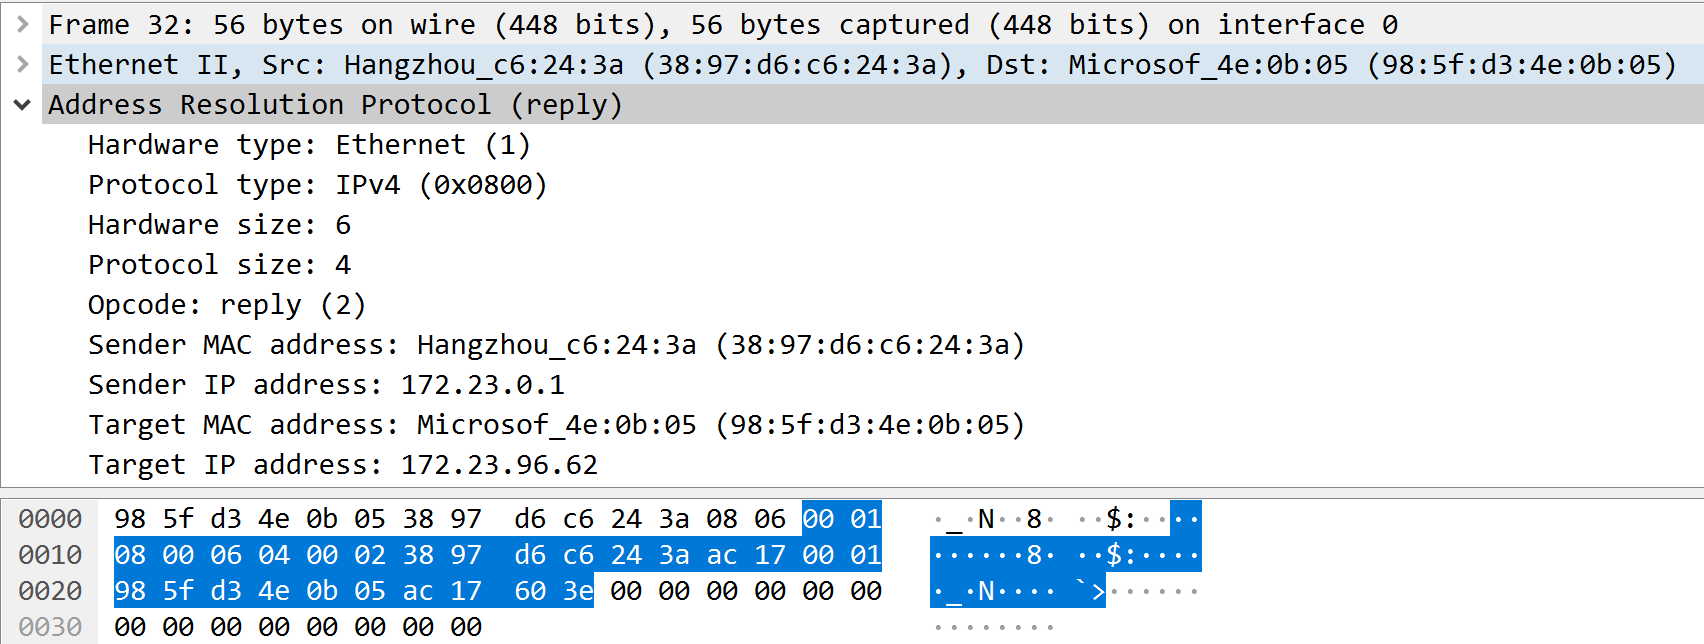 Frame 32: 56 bytes on wire (448 bits), 56 bytes captured (448 bits) on interface 0
Ethernet II, Src: Hangzhou_c6:24:3a (38:97:d6:c6:24:3a), Dst: Microsof_4e:0b:05 (98:5f:d3:4e:0b:05)
Address Resolution Protocol (reply)
Hardware type: Ethernet (1)
Protocol type: IPv4 (0x0800)
Hardware size: 6
Protocol size: 4
Opcode: reply (2)
Sender MAC address: Hangzhou_c6:24:3a (38:97:d6:c6:24:3a)
Sender IP address: 172.23.0.1
Target MAC address: Microsof_4e:0b:05 (98:5f:d3:4e:0b:05)
Target IP address: 172.23.96.62
0000 98 5f d3 4e 0b 05 38 97 d6 c6 24 3a 08 06 00 01 ·_·N··8· ··$:····
0010 08 00 06 04 00 02 38 97 d6 c6 24 3a ac 17 00 01 ······8· ··$:····
0020 98 5f d3 4e 0b 05 ac 17 60 3e 00 00 00 00 00 00 ·_·N···· `>······
0030 00 00 00 00 00 00 00 00 ········